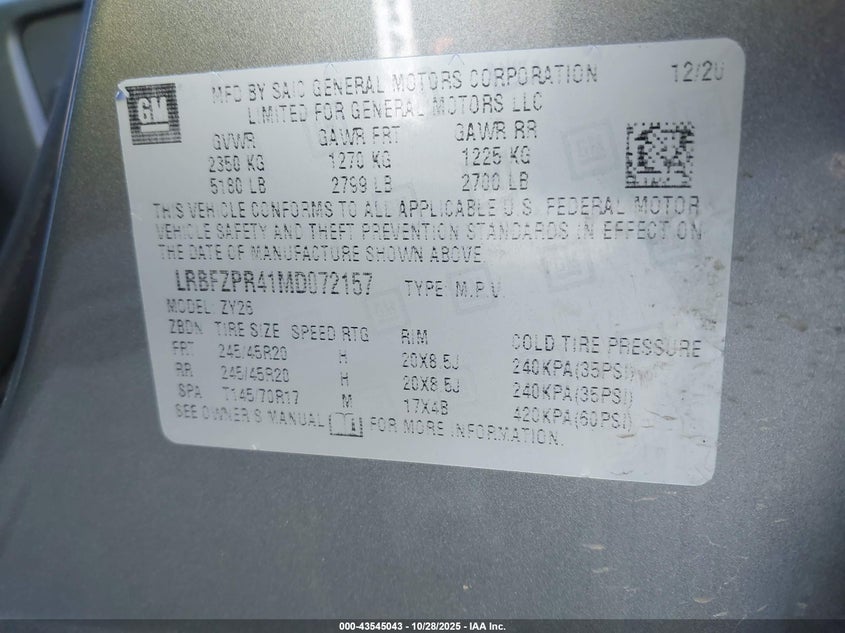 GM
MFD BY SAIC GENERAL MOTORS CORPORATION 12/20
LIMITED FOR GENERAL MOTORS LLC
GVWR GAWR FRT GAWR RR
2350 KG 1270 KG 1225 KG
5180 LB 2799 LB 2700 LB
THIS VEHICLE CONFORMS TO ALL APPLICABLE U.S. FEDERAL MOTOR
VEHICLE SAFETY AND THEFT PREVENTION STANDARDS IN EFFECT ON
THE DATE OF MANUFACTURE SHOWN ABOVE.
LRBFZPR41MD072157 TYPE M.P.V.
MODEL: ZY26
ZBDN TIRE SIZE SPEED RTG RIM COLD TIRE PRESSURE
FRT 245/45R20 H 20X8.5J 240KPA(35PSI)
RR 245/45R20 H 20X8.5J 240KPA(35PSI)
SPA T145/70R17 M 17X4B 420KPA(60PSI)
SEE OWNER'S MANUAL FOR MORE INFORMATION.
000-43545043 | 10/28/2025 - IAA Inc.